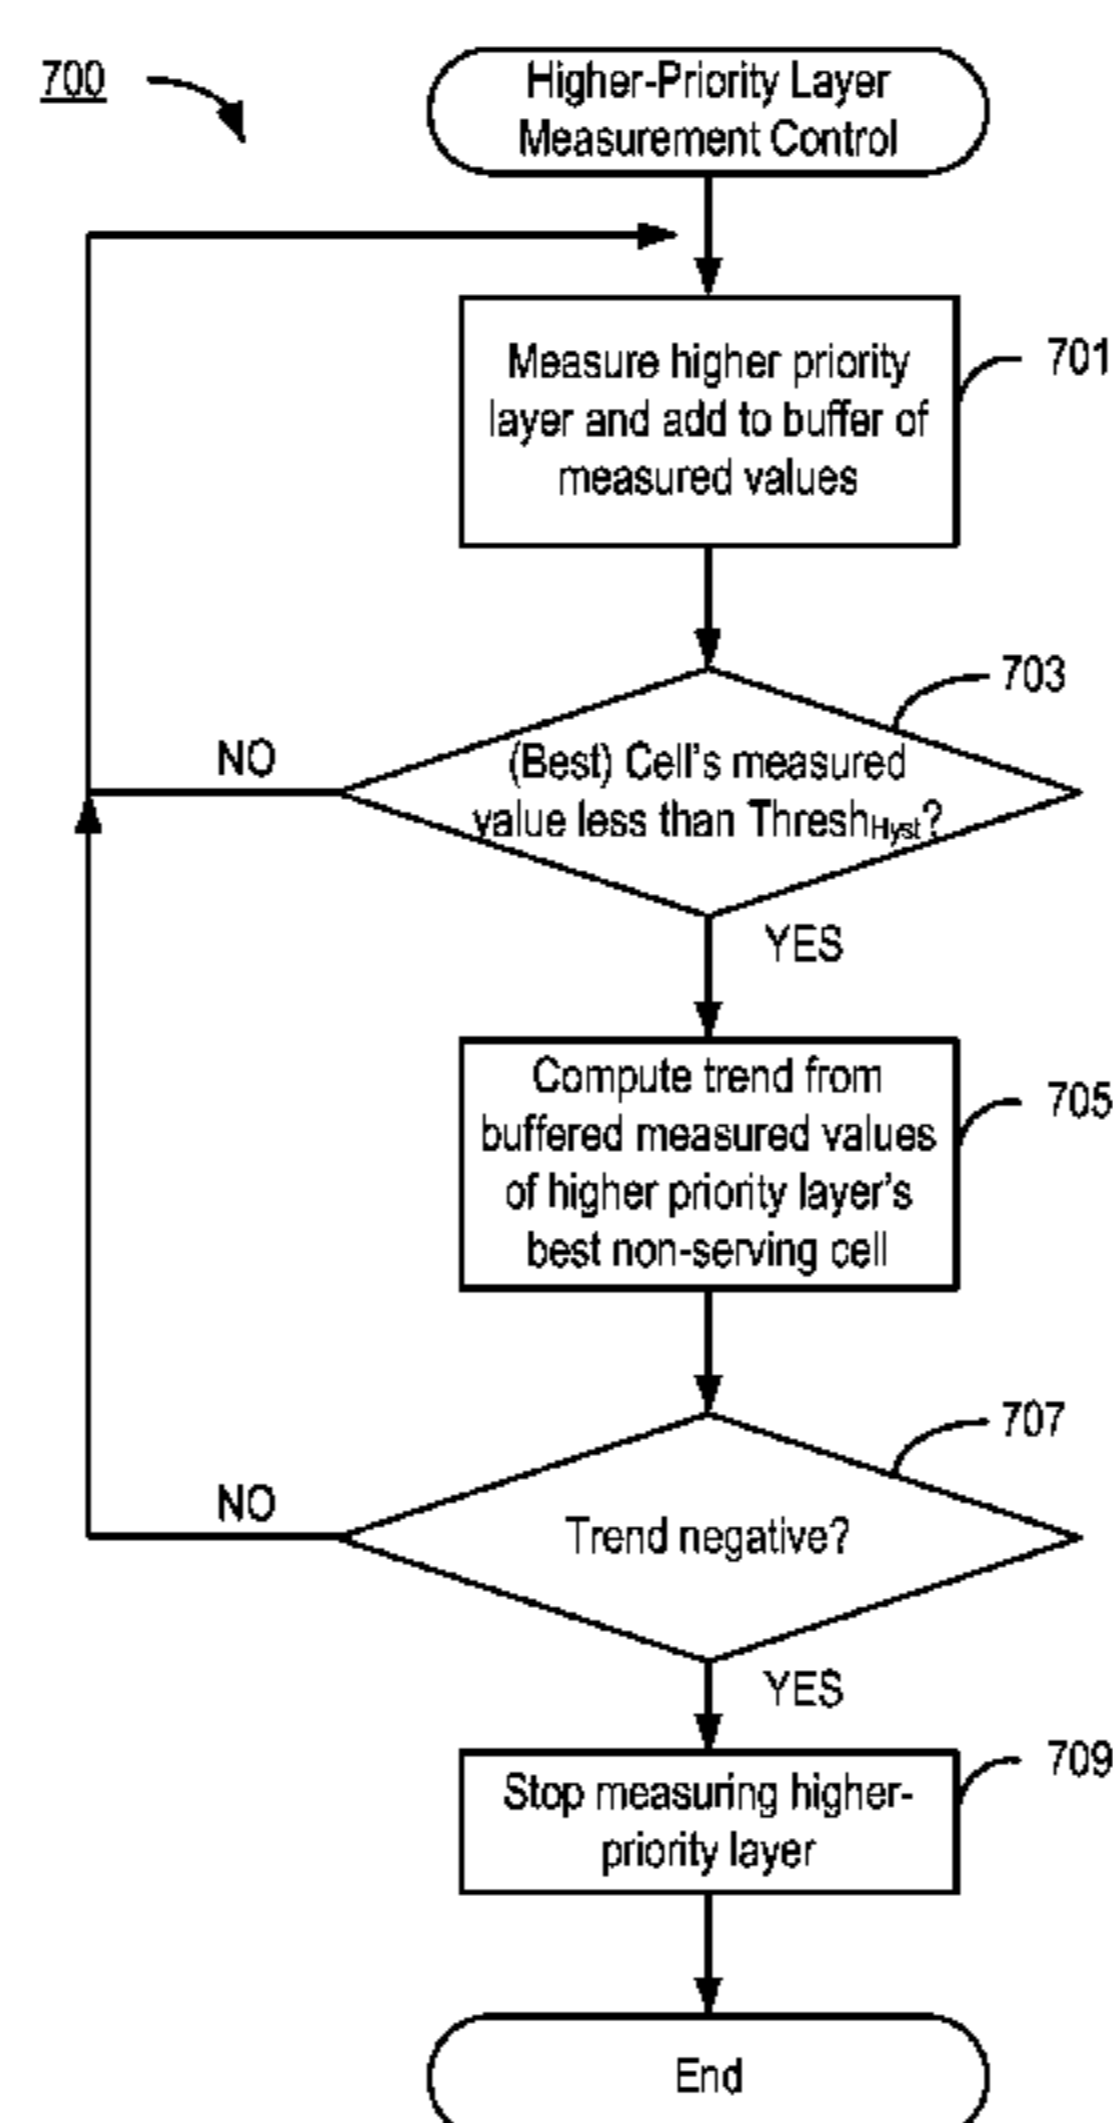 700
Higher-Priority Layer
Measurement Control
Measure higher priority
layer and add to buffer of
measured values
701
703
NO
(Best) Cell's measured
value less than ThreshHyst?
YES
Compute trend from
buffered measured values
of higher priority layer's
best non-serving cell
705
707
NO
Trend negative?
YES
Stop measuring higher-
priority layer
709
End